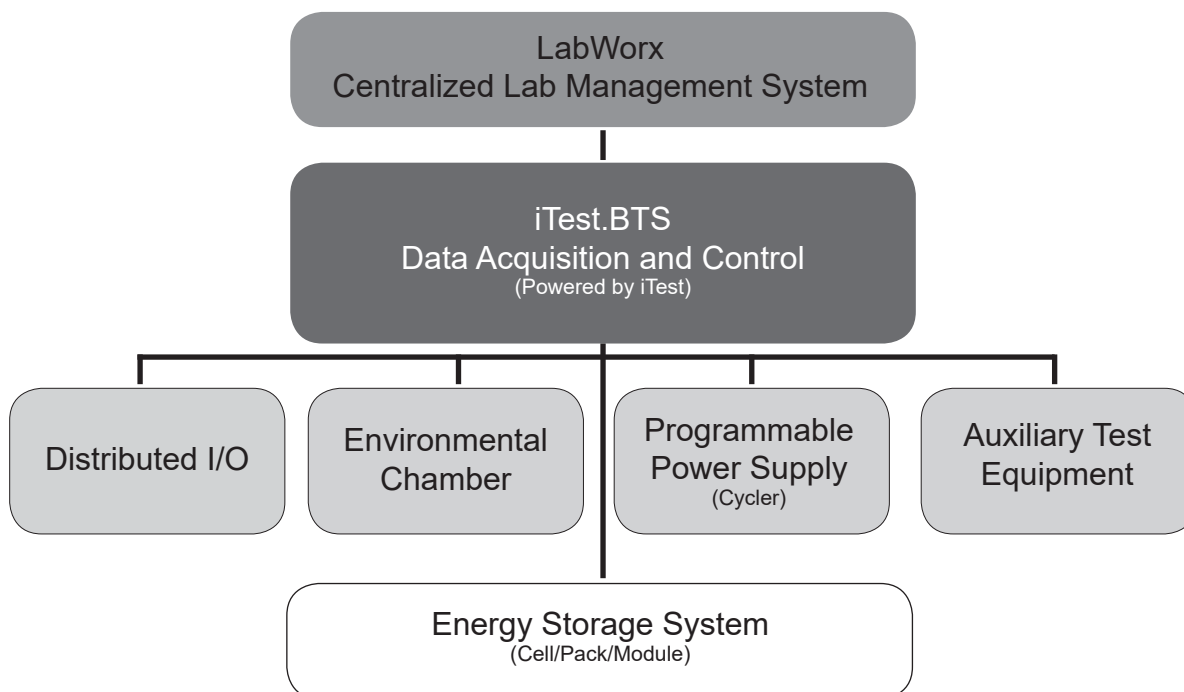 LabWorx
Centralized Lab Management System
iTest.BTS
Data Acquisition and Control
(Powered by iTest)
Distributed I/O
Environmental
Chamber
Programmable
Power Supply
(Cycler)
Auxiliary Test
Equipment
Energy Storage System
(Cell/Pack/Module)